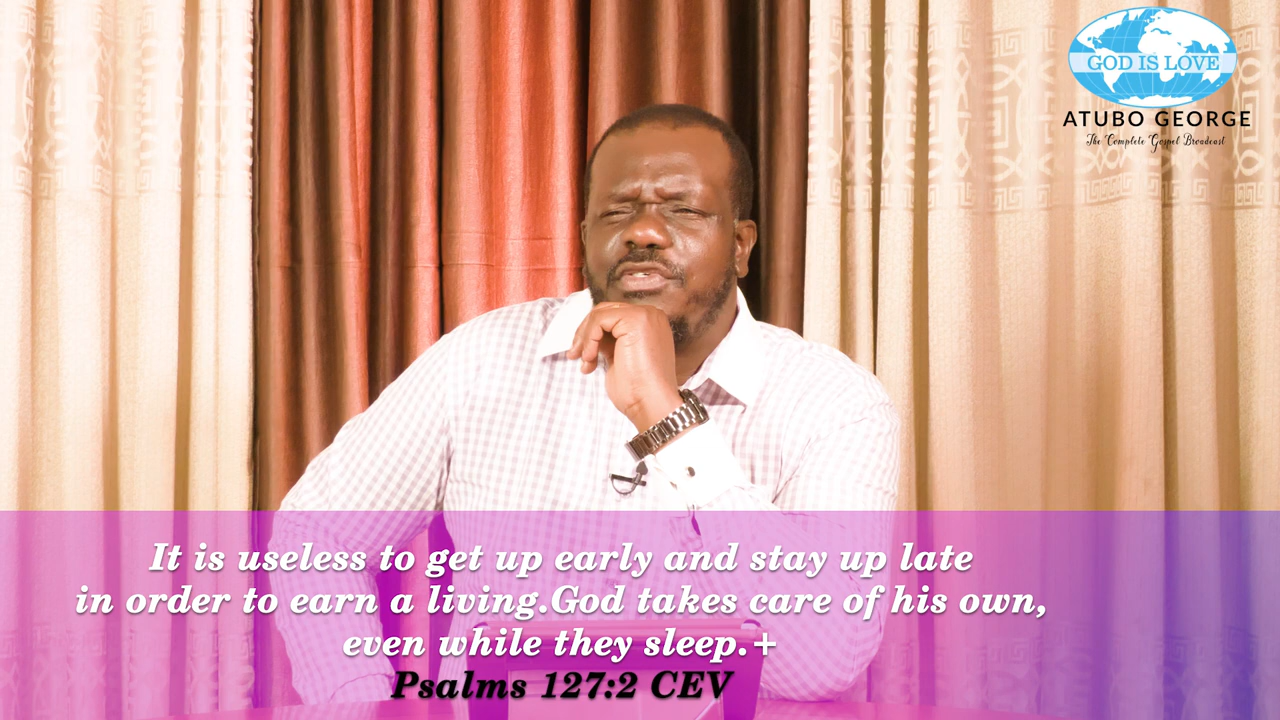 GOD IS LOVE
ATUBO GEORGE
The Complete Gospel Broadcast
It is useless to get up early and stay up late
in order to earn a living.God takes care of his own,
even while they sleep.+
Psalms 127:2 CEV